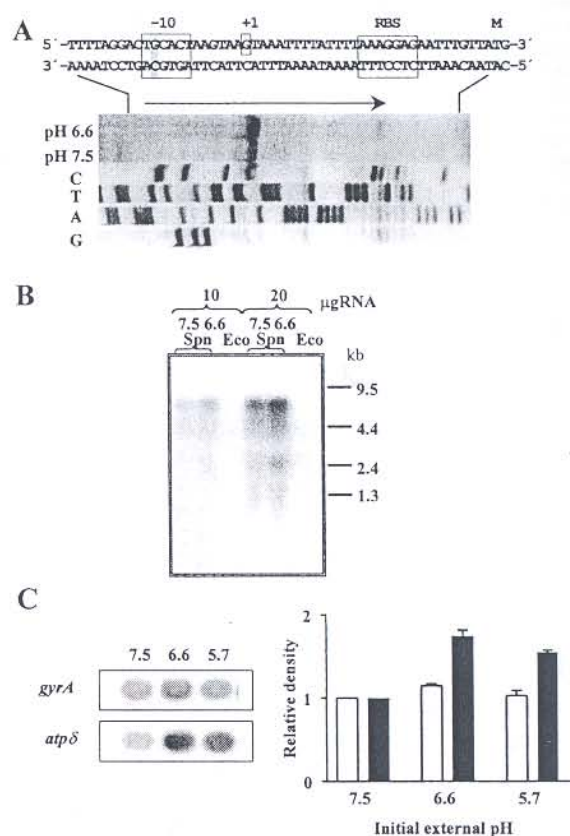 A
-10 +1 RBS M
5´-TTTTAGGACTGCACTAAGTAAGTAAATTTTATTTTAAAGGAGAATTTGTTATG-3´
3´-AAAATCCTGACGTGATTCATTCATTTAAAATAAAATTTCCTCTTAAACAATAC-5´
pH 6.6
pH 7.5
C
T
A
G
B
10 20 µgRNA
7.5 6.6 7.5 6.6
Spn Eco Spn Eco
kb
9.5
4.4
2.4
1.3
C
7.5 6.6 5.7
gyrA
atpδ
Relative density
2
1
0
7.5 6.6 5.7
Initial external pH